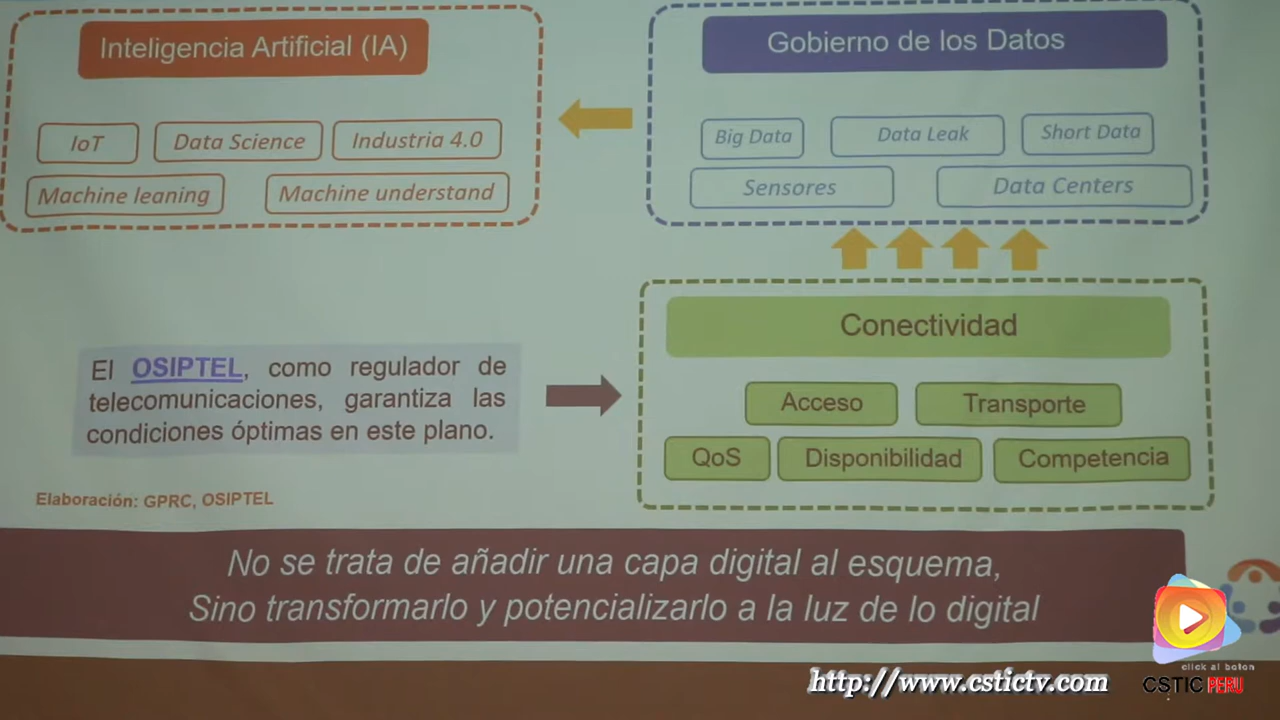 Inteligencia Artificial (IA)
Gobierno de los Datos
IoT
Data Science
Industria 4.0
Machine leaning
Machine understand
Big Data
Data Leak
Short Data
Sensores
Data Centers
Conectividad
Acceso
Transporte
QoS
Disponibilidad
Competencia
El OSIPTEL, como regulador de
telecomunicaciones, garantiza las
condiciones óptimas en este plano.
Elaboración: GPRC, OSIPTEL
No se trata de añadir una capa digital al esquema,
Sino transformarlo y potencializarlo a la luz de lo digital
click al boton
CSTIC PERU
http://www.cstictv.com